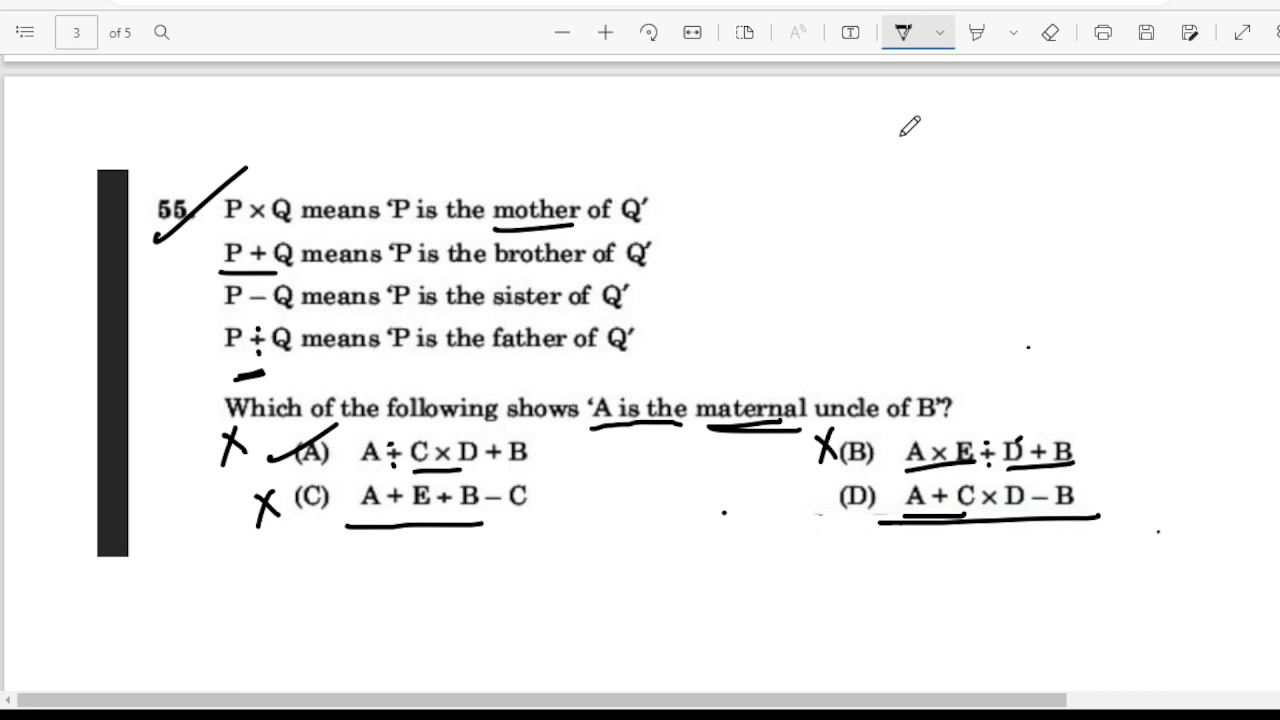 3 of 5
55. P × Q means 'P is the mother of Q'
P + Q means 'P is the brother of Q'
P – Q means 'P is the sister of Q'
P ÷ Q means 'P is the father of Q'
Which of the following shows 'A is the maternal uncle of B'?
(A) A ÷ C × D + B (B) A × E ÷ D + B
(C) A + E + B – C (D) A + C × D – B